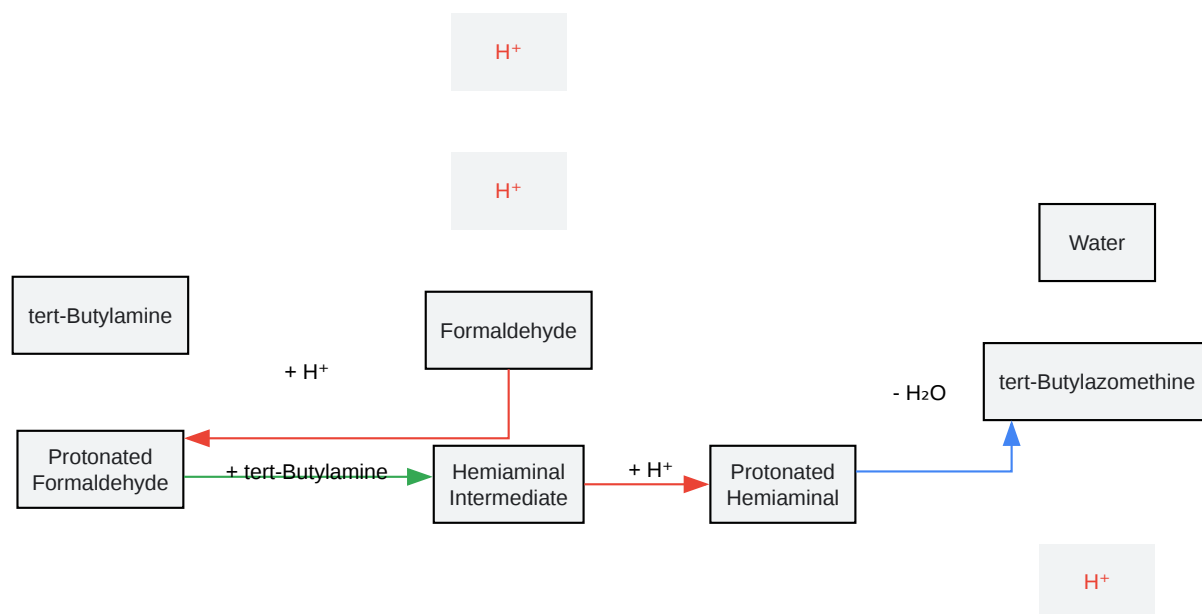 H⁺
H⁺
Water
tert-Butylamine
Formaldehyde
+ H⁺
tert-Butylazomethine
- H₂O
Protonated
Formaldehyde
+ tert-Butylamine
Hemiaminal
Intermediate
+ H⁺
Protonated
Hemiaminal
H⁺